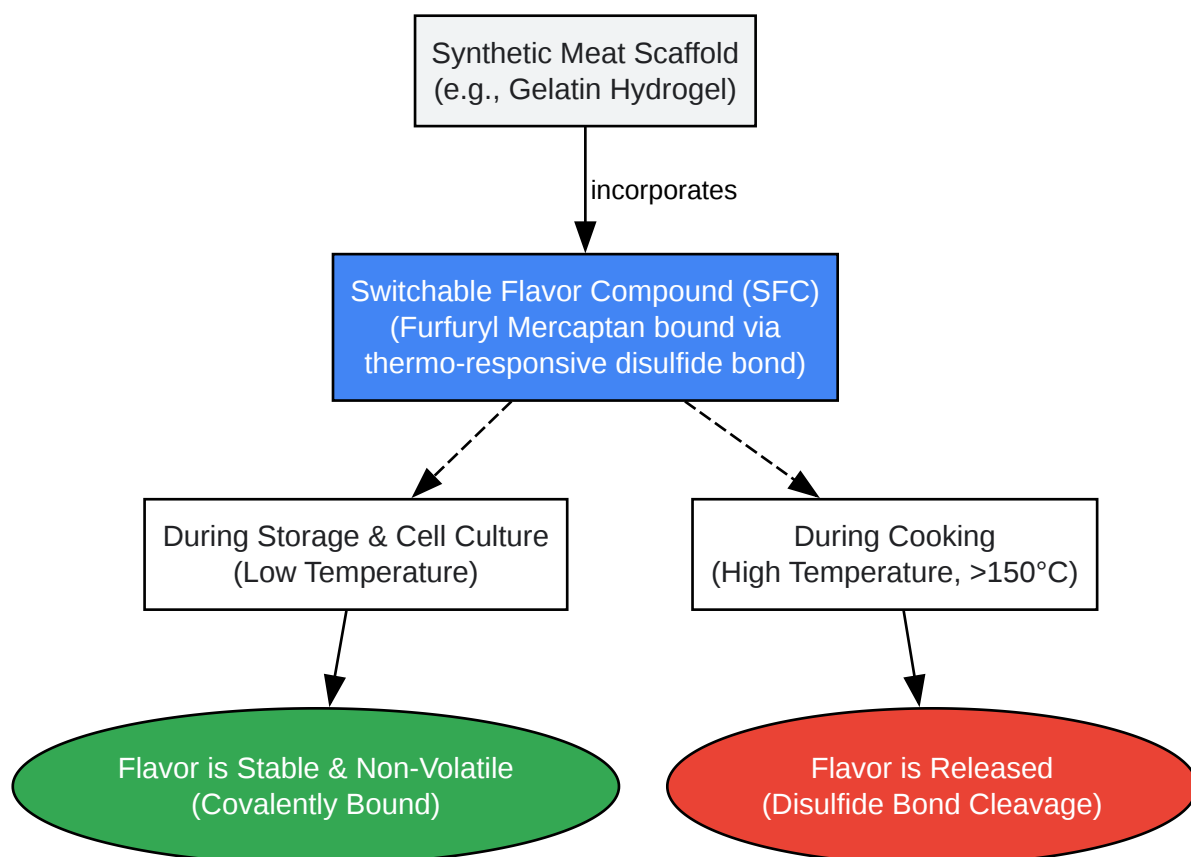 Synthetic Meat Scaffold
(e.g., Gelatin Hydrogel)
incorporates
Switchable Flavor Compound (SFC)
(Furfuryl Mercaptan bound via
thermo-responsive disulfide bond)
During Storage & Cell Culture
(Low Temperature)
During Cooking
(High Temperature, >150°C)
Flavor is Stable & Non-Volatile
(Covalently Bound)
Flavor is Released
(Disulfide Bond Cleavage)